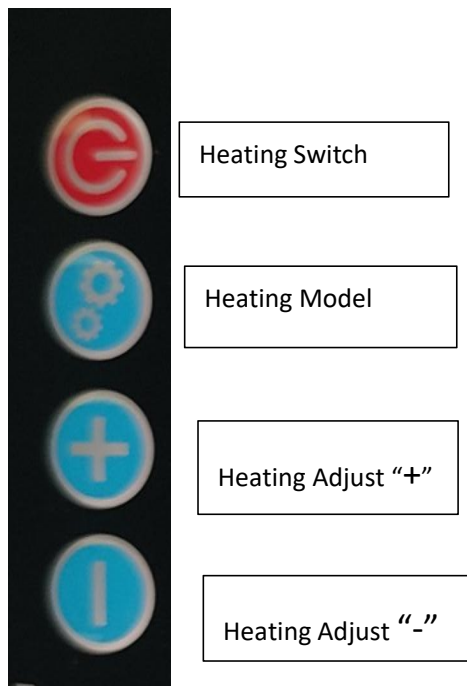 Heating Switch
Heating Model
Heating Adjust “+”
Heating Adjust “-”